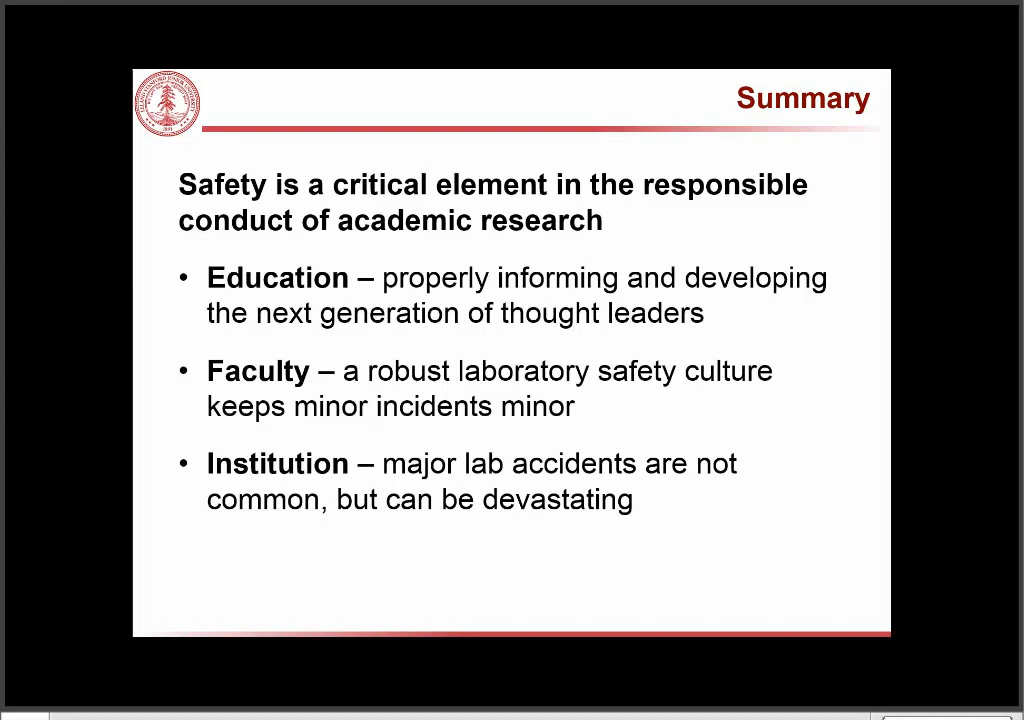 Summary
Safety is a critical element in the responsible
conduct of academic research
• Education – properly informing and developing
the next generation of thought leaders
• Faculty – a robust laboratory safety culture
keeps minor incidents minor
• Institution – major lab accidents are not
common, but can be devastating